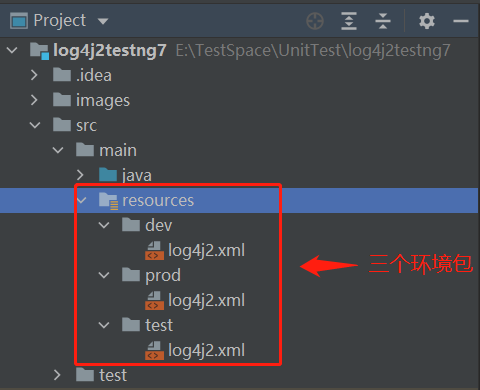 Project
log4j2testng7 E:\TestSpace\UnitTest\log4j2testng7
.idea
images
src
main
java
resources
dev
log4j2.xml
prod
log4j2.xml
test
log4j2.xml
test
三个环境包